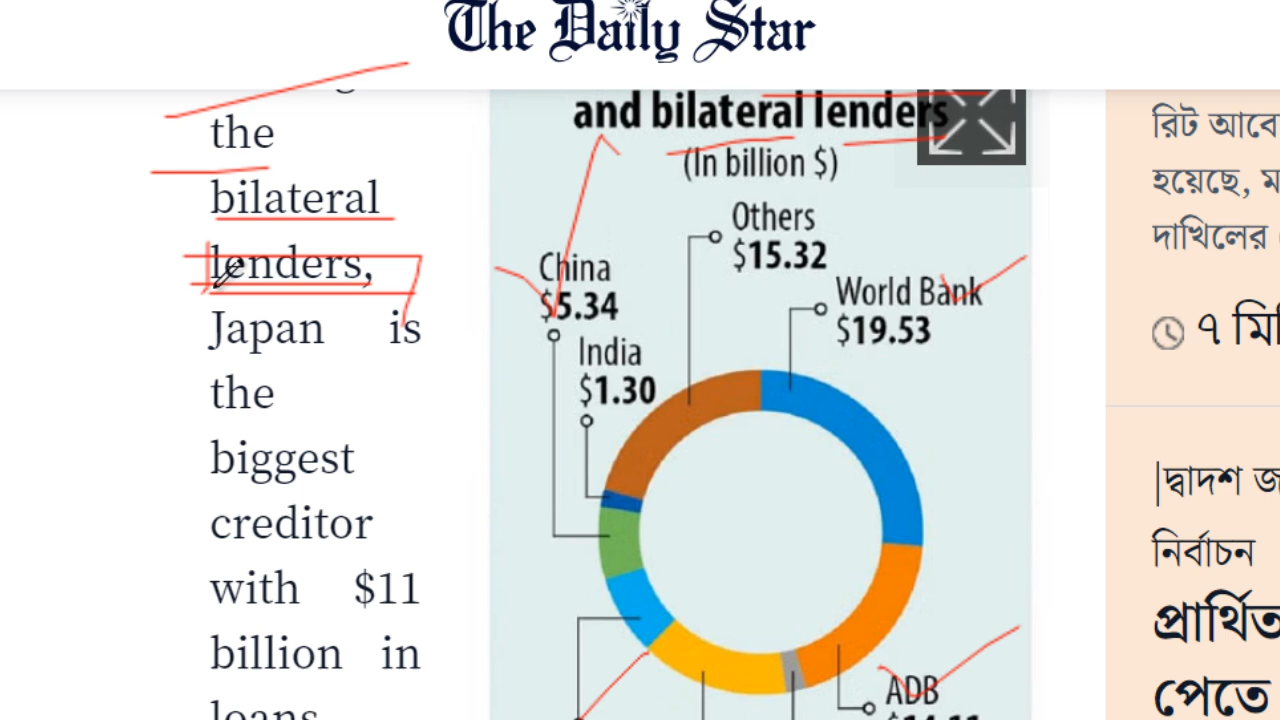 The Daily Star
the
bilateral
lenders,
Japan is
the
biggest
creditor
with $11
billion in
loans
and bilateral lenders
(In billion $)
Others
$15.32
China
$5.34
World Bank
$19.53
India
$1.30
ADB
রিট আবে
হয়েছে, ম
দাখিলের
৭ মি
|দ্বাদশ জ
নির্বাচন
প্রার্থিত
পেতে